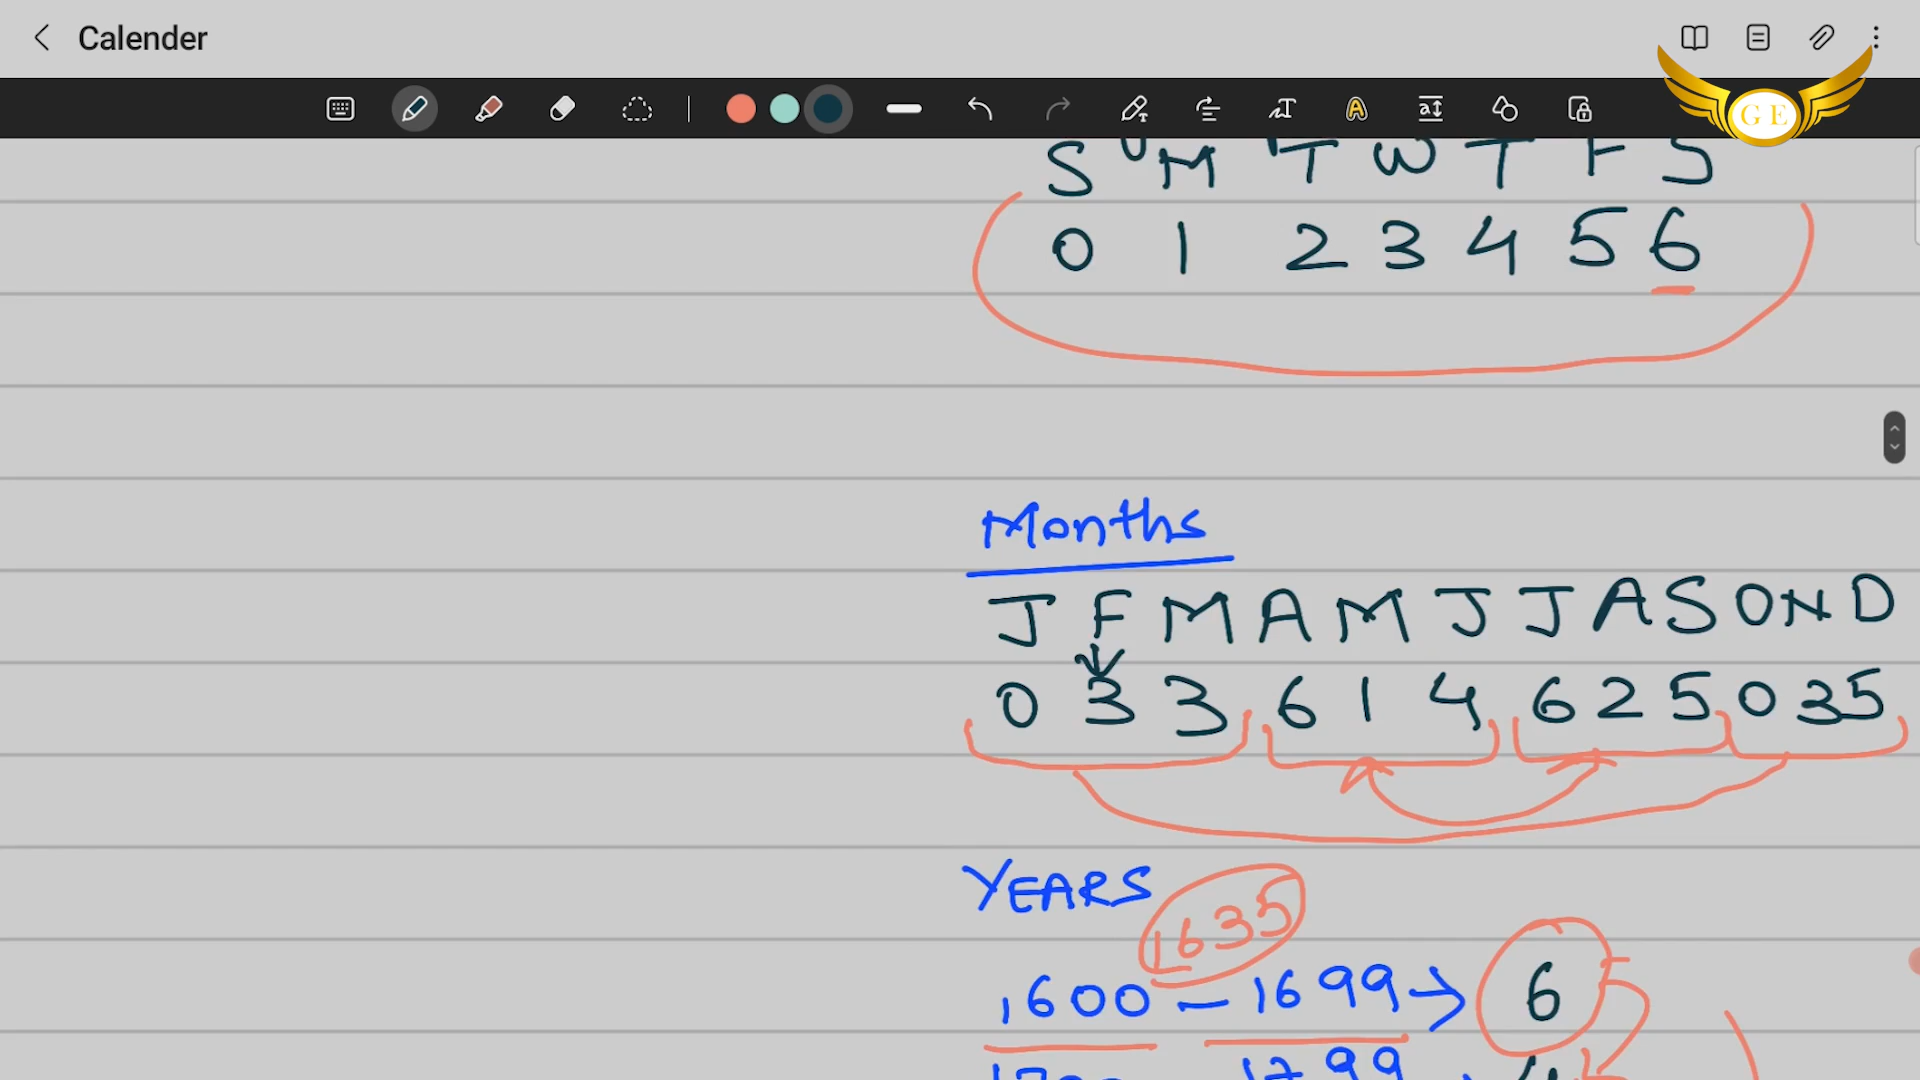 Calender
G E
S M T W T F S
0 1 2 3 4 5 6
Months
J F M A M J J A S O N D
0 3 3 6 1 4 6 2 5 0 3 5
YEARS
1635
1600 – 1699 → 6
1799